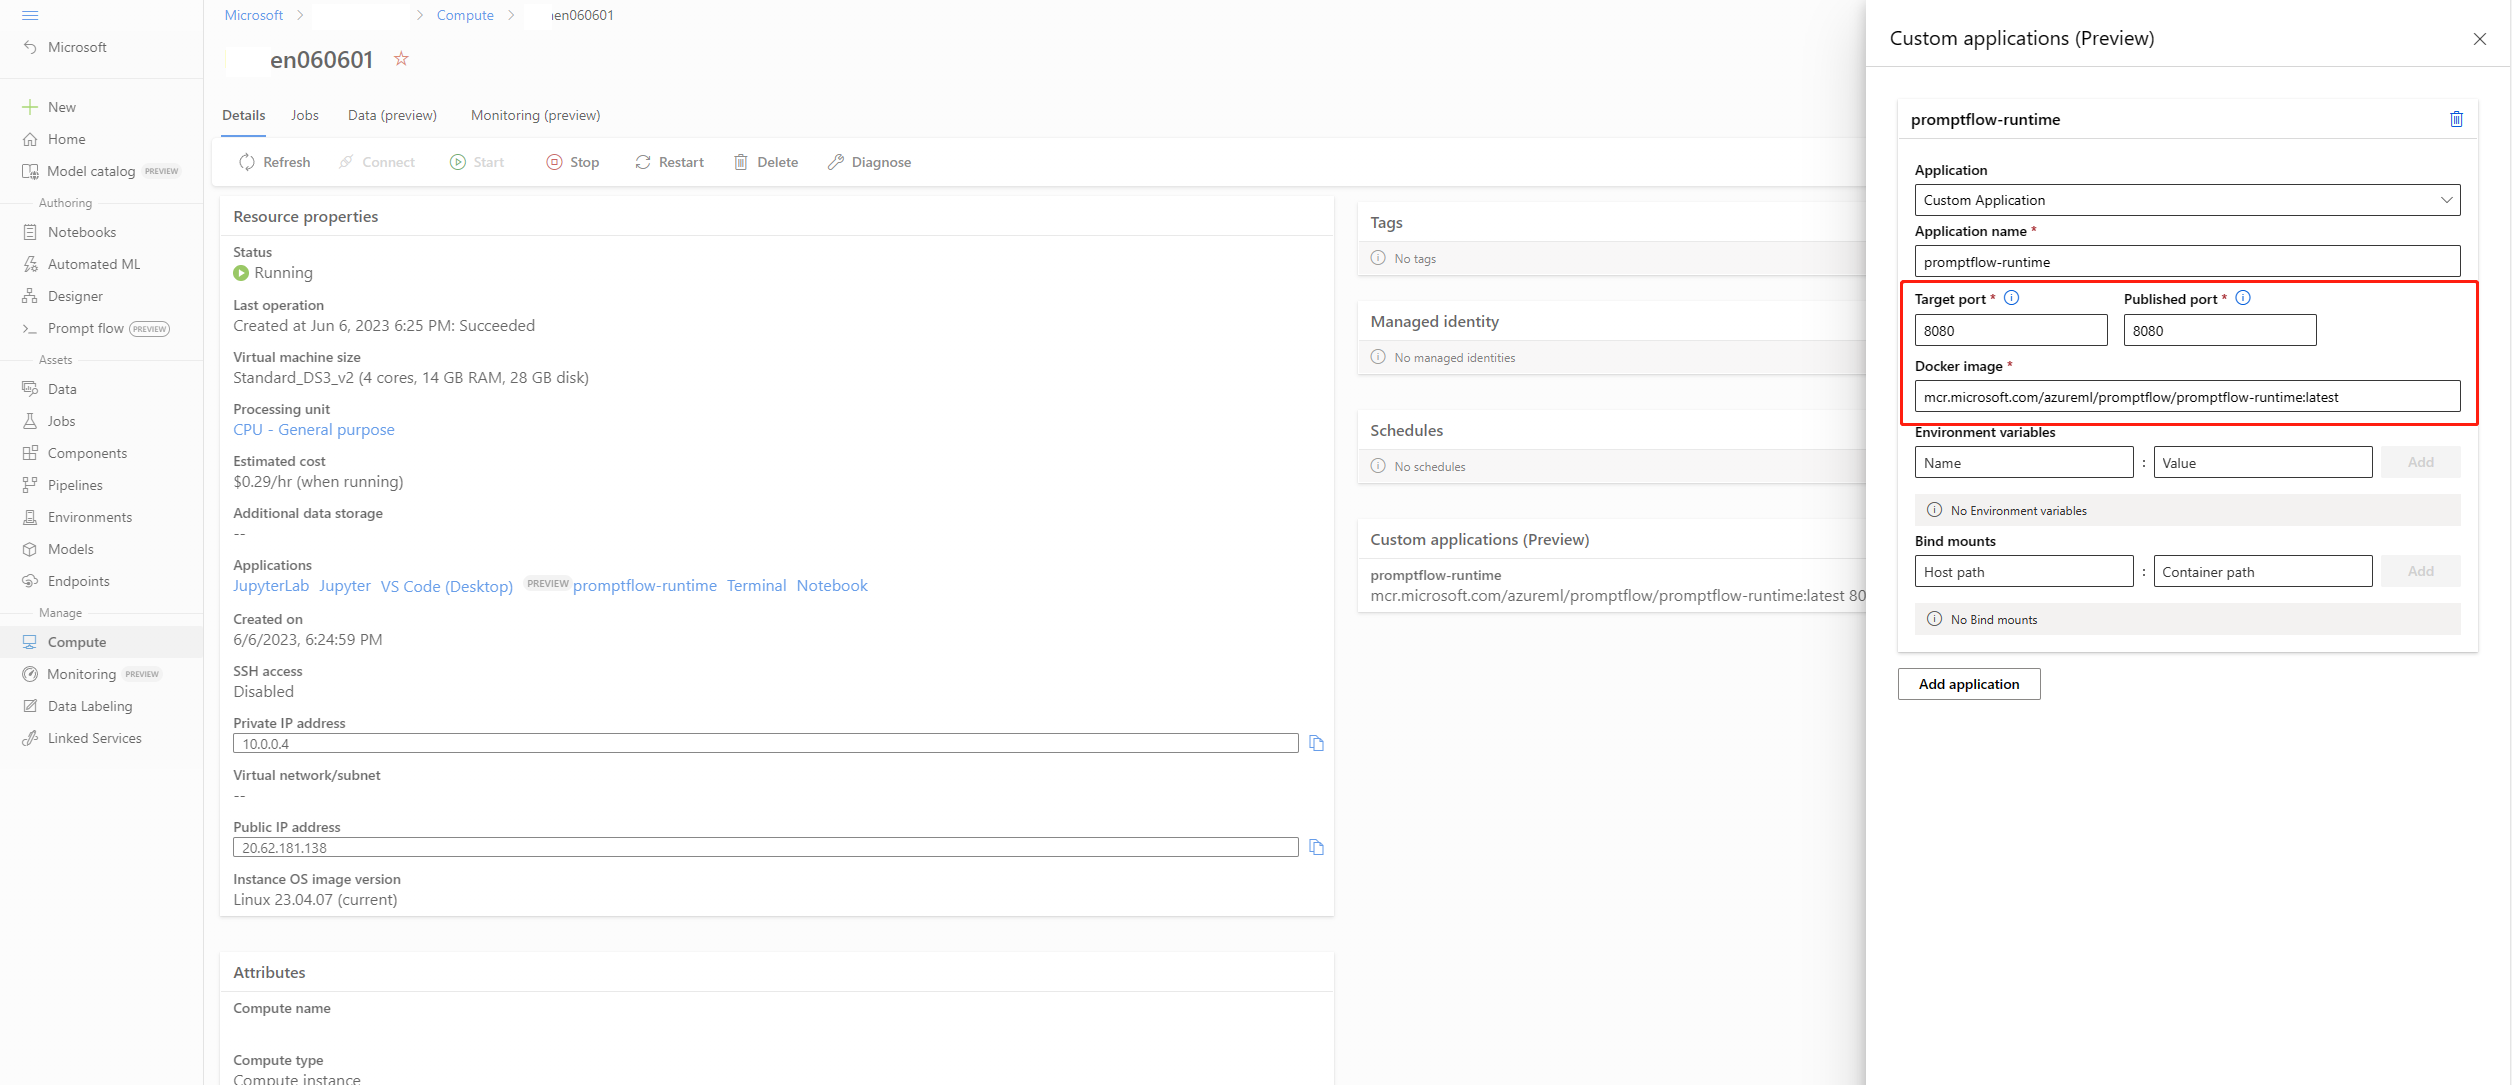 Microsoft
New
Home
Model catalog PREVIEW
Authoring
Notebooks
Automated ML
Designer
Prompt flow PREVIEW
Assets
Data
Jobs
Components
Pipelines
Environments
Models
Endpoints
Manage
Compute
Monitoring PREVIEW
Data Labeling
Linked Services
Microsoft > > Compute > en060601
en060601
Details Jobs Data (preview) Monitoring (preview)
Refresh Connect Start Stop Restart Delete Diagnose
Resource properties
Status
Running
Last operation
Created at Jun 6, 2023 6:25 PM: Succeeded
Virtual machine size
Standard_DS3_v2 (4 cores, 14 GB RAM, 28 GB disk)
Processing unit
CPU - General purpose
Estimated cost
$0.29/hr (when running)
Additional data storage
--
Applications
JupyterLab Jupyter VS Code (Desktop) PREVIEW promptflow-runtime Terminal Notebook
Created on
6/6/2023, 6:24:59 PM
SSH access
Disabled
Private IP address
10.0.0.4
Virtual network/subnet
--
Public IP address
20.62.181.138
Instance OS image version
Linux 23.04.07 (current)
Attributes
Compute name
Compute type
Compute instance
Tags
No tags
Managed identity
No managed identities
Schedules
No schedules
Custom applications (Preview)
promptflow-runtime
mcr.microsoft.com/azureml/promptflow/promptflow-runtime:latest 80
Custom applications (Preview)
promptflow-runtime
Application
Custom Application
Application name *
promptflow-runtime
Target port * Published port *
8080 8080
Docker image *
mcr.microsoft.com/azureml/promptflow/promptflow-runtime:latest
Environment variables
Name : Value Add
No Environment variables
Bind mounts
Host path : Container path Add
No Bind mounts
Add application